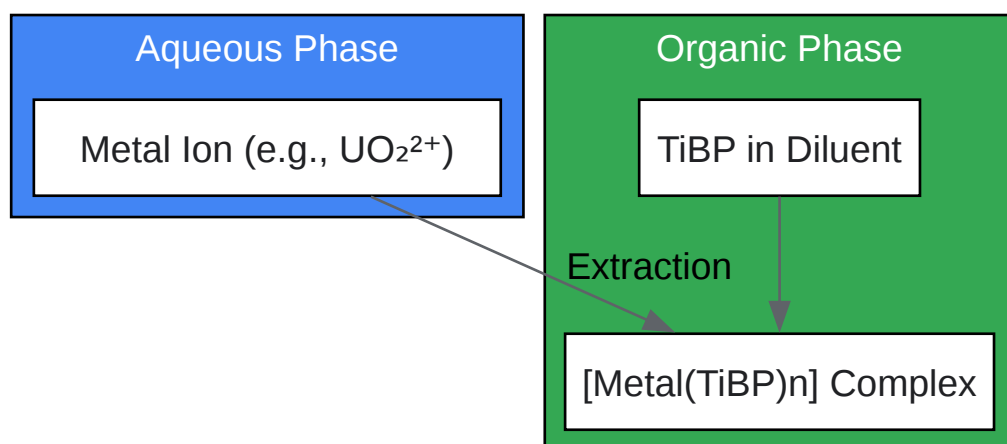 Aqueous Phase
Organic Phase
Metal Ion (e.g., UO₂²⁺)
TiBP in Diluent
Extraction
[Metal(TiBP)n] Complex